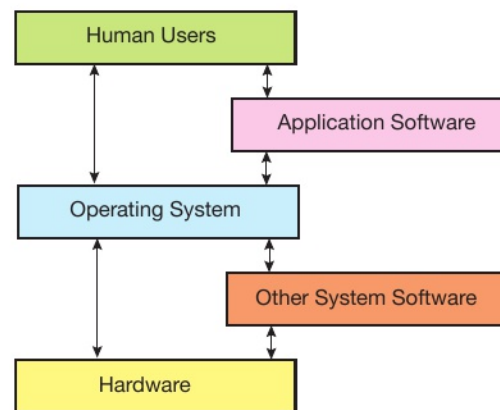 Human Users
Application Software
Operating System
Other System Software
Hardware